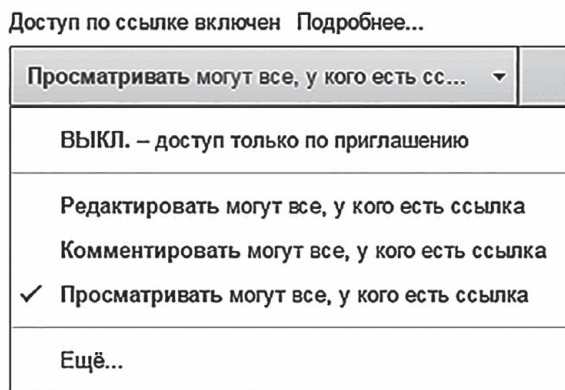 Доступ по ссылке включен Подробнее...
Просматривать могут все, у кого есть сс...
ВЫКЛ. – доступ только по приглашению
Редактировать могут все, у кого есть ссылка
Комментировать могут все, у кого есть ссылка
Просматривать могут все, у кого есть ссылка
Ещё...